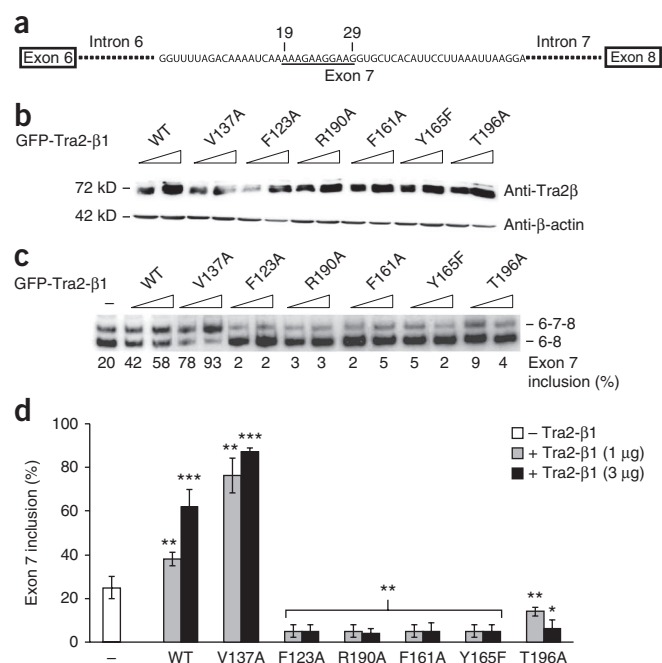 a
19 29
Exon 6 Intron 6 GGUUUUAGACAAAAUCAAAAAGAAGGAAGGUGCUCACAUUCCUUAAAUUAAGGA Intron 7 Exon 8
Exon 7
b
GFP-Tra2-β1 WT V137A F123A R190A F161A Y165F T196A
72 kD – Anti-Tra2β
42 kD – Anti-β-actin
c
GFP-Tra2-β1 WT V137A F123A R190A F161A Y165F T196A
–
– 6-7-8
– 6-8
20 42 58 78 93 2 2 3 3 2 5 5 2 9 4 Exon 7
inclusion (%)
d
Exon 7 inclusion (%)
100
80
60
40
20
0
** *** ** *** ** ** *
– Tra2-β1
+ Tra2-β1 (1 µg)
+ Tra2-β1 (3 µg)
– WT V137A F123A R190A F161A Y165F T196A